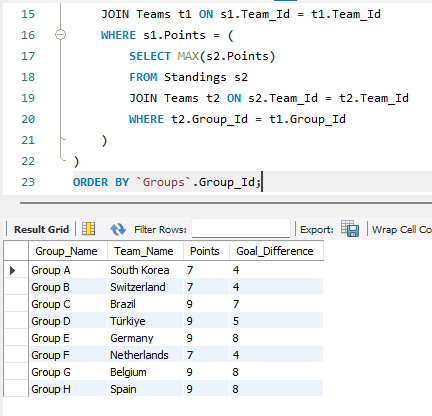 15 JOIN Teams t1 ON s1.Team_Id = t1.Team_Id
16 WHERE s1.Points = (
17 SELECT MAX(s2.Points)
18 FROM Standings s2
19 JOIN Teams t2 ON s2.Team_Id = t2.Team_Id
20 WHERE t2.Group_Id = t1.Group_Id
21 )
22 )
23 ORDER BY `Groups`.Group_Id;
Result Grid Filter Rows: Export: Wrap Cell Co
Group_Name Team_Name Points Goal_Difference
Group A South Korea 7 4
Group B Switzerland 7 4
Group C Brazil 9 7
Group D Türkiye 9 5
Group E Germany 9 8
Group F Netherlands 7 4
Group G Belgium 9 8
Group H Spain 9 8